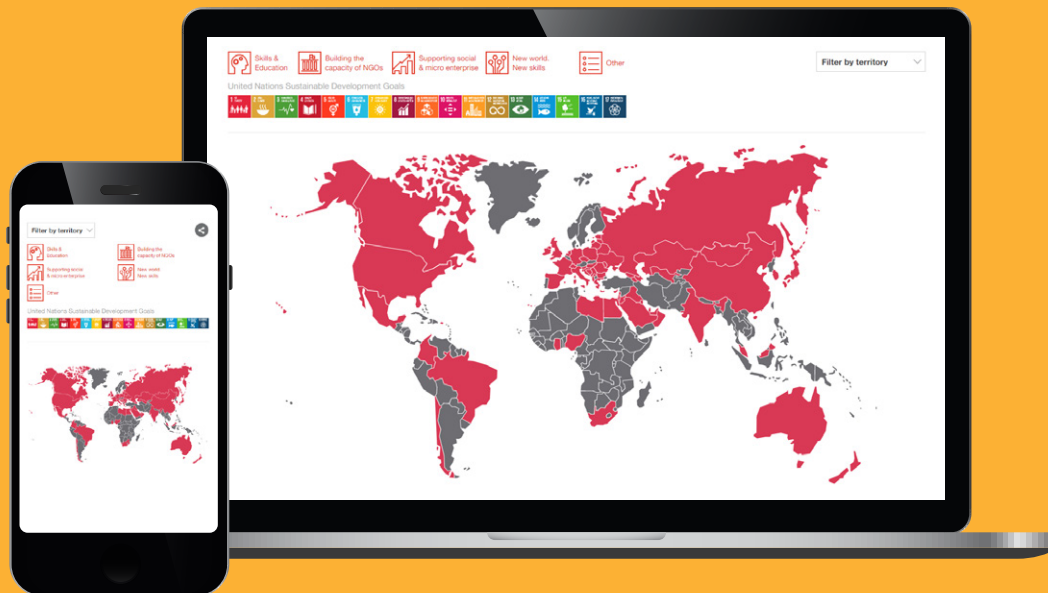 Skills &
Education
Building the
capacity of NGOs
Supporting social
& micro enterprise
New world.
New skills
Other
Filter by territory
United Nations Sustainable Development Goals
Filter by territory
Skills &
Education
Building the
capacity of NGOs
Supporting social
& micro enterprise
New world.
New skills
Other
United Nations Sustainable Development Goals